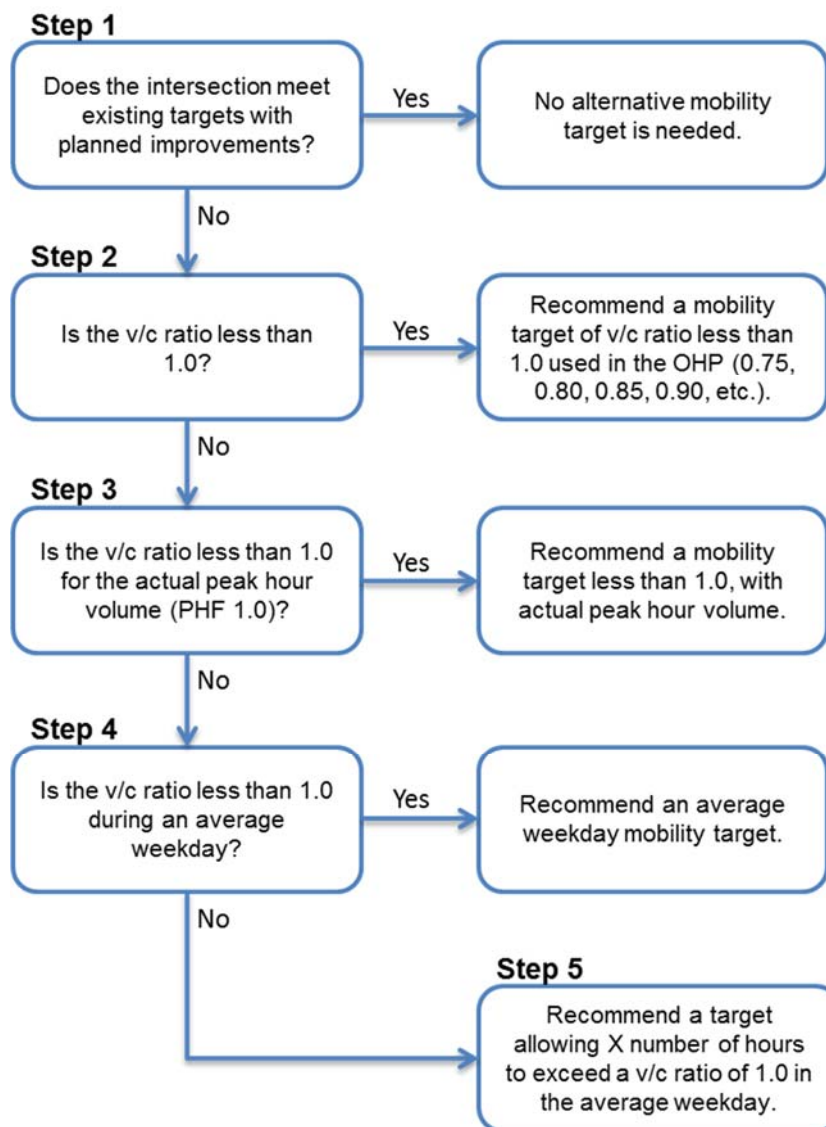 Step 1
Does the intersection meet
existing targets with
planned improvements?
Yes
No alternative mobility
target is needed.
No
Step 2
Is the v/c ratio less than
1.0?
Yes
Recommend a mobility
target of v/c ratio less than
1.0 used in the OHP (0.75,
0.80, 0.85, 0.90, etc.).
No
Step 3
Is the v/c ratio less than 1.0
for the actual peak hour
volume (PHF 1.0)?
Yes
Recommend a mobility
target less than 1.0, with
actual peak hour volume.
No
Step 4
Is the v/c ratio less than 1.0
during an average
weekday?
Yes
Recommend an average
weekday mobility target.
No
Step 5
Recommend a target
allowing X number of hours
to exceed a v/c ratio of 1.0 in
the average weekday.